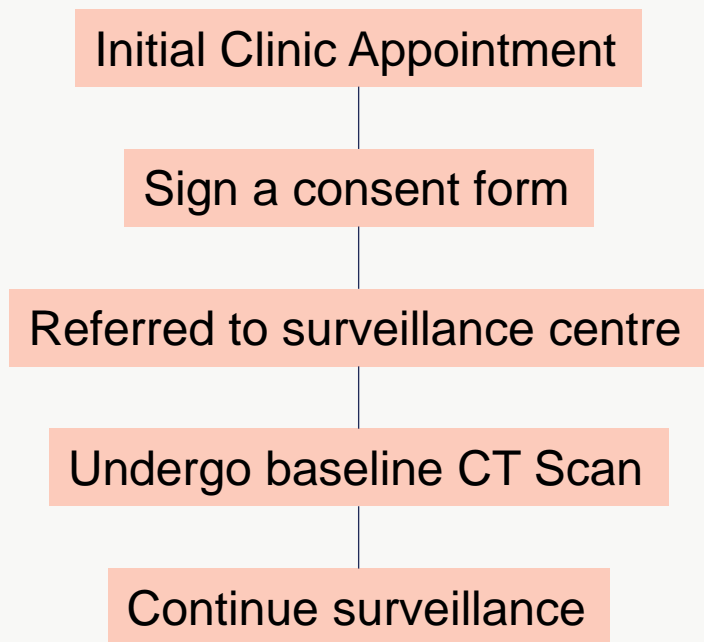 Initial Clinic Appointment
Sign a consent form
Referred to surveillance centre
Undergo baseline CT Scan
Continue surveillance